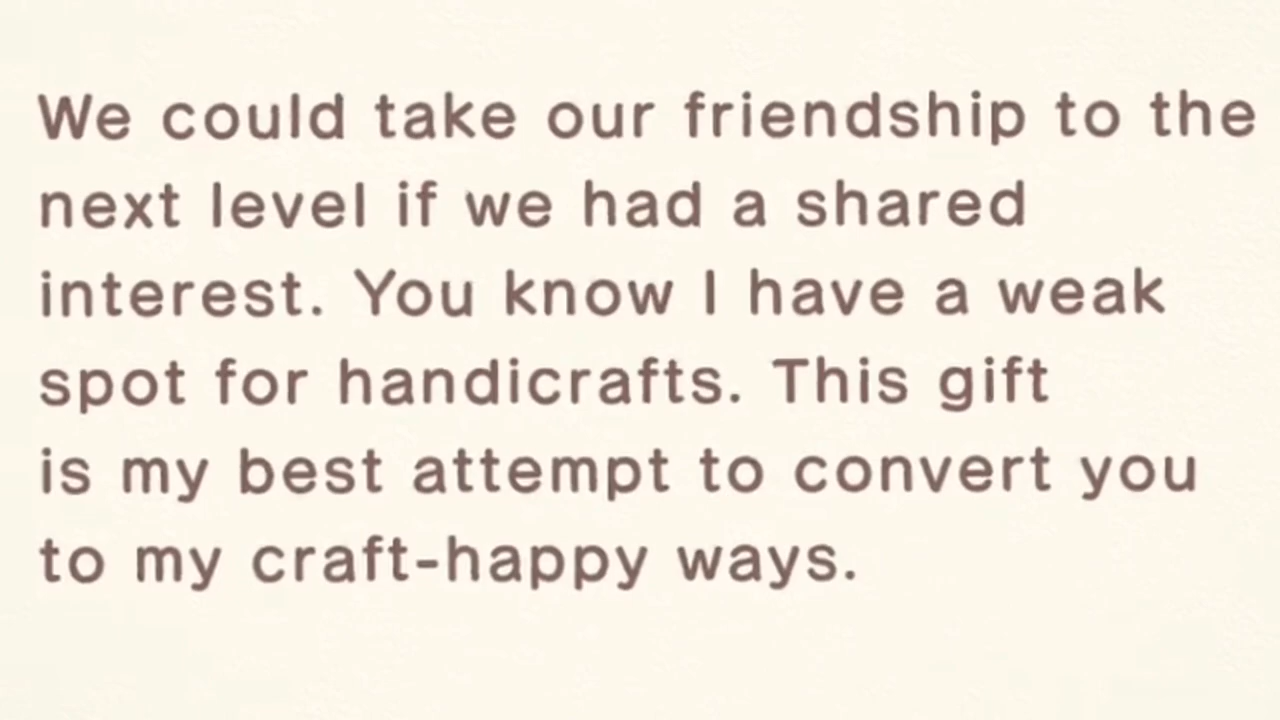 We could take our friendship to the
next level if we had a shared
interest. You know I have a weak
spot for handicrafts. This gift
is my best attempt to convert you
to my craft-happy ways.